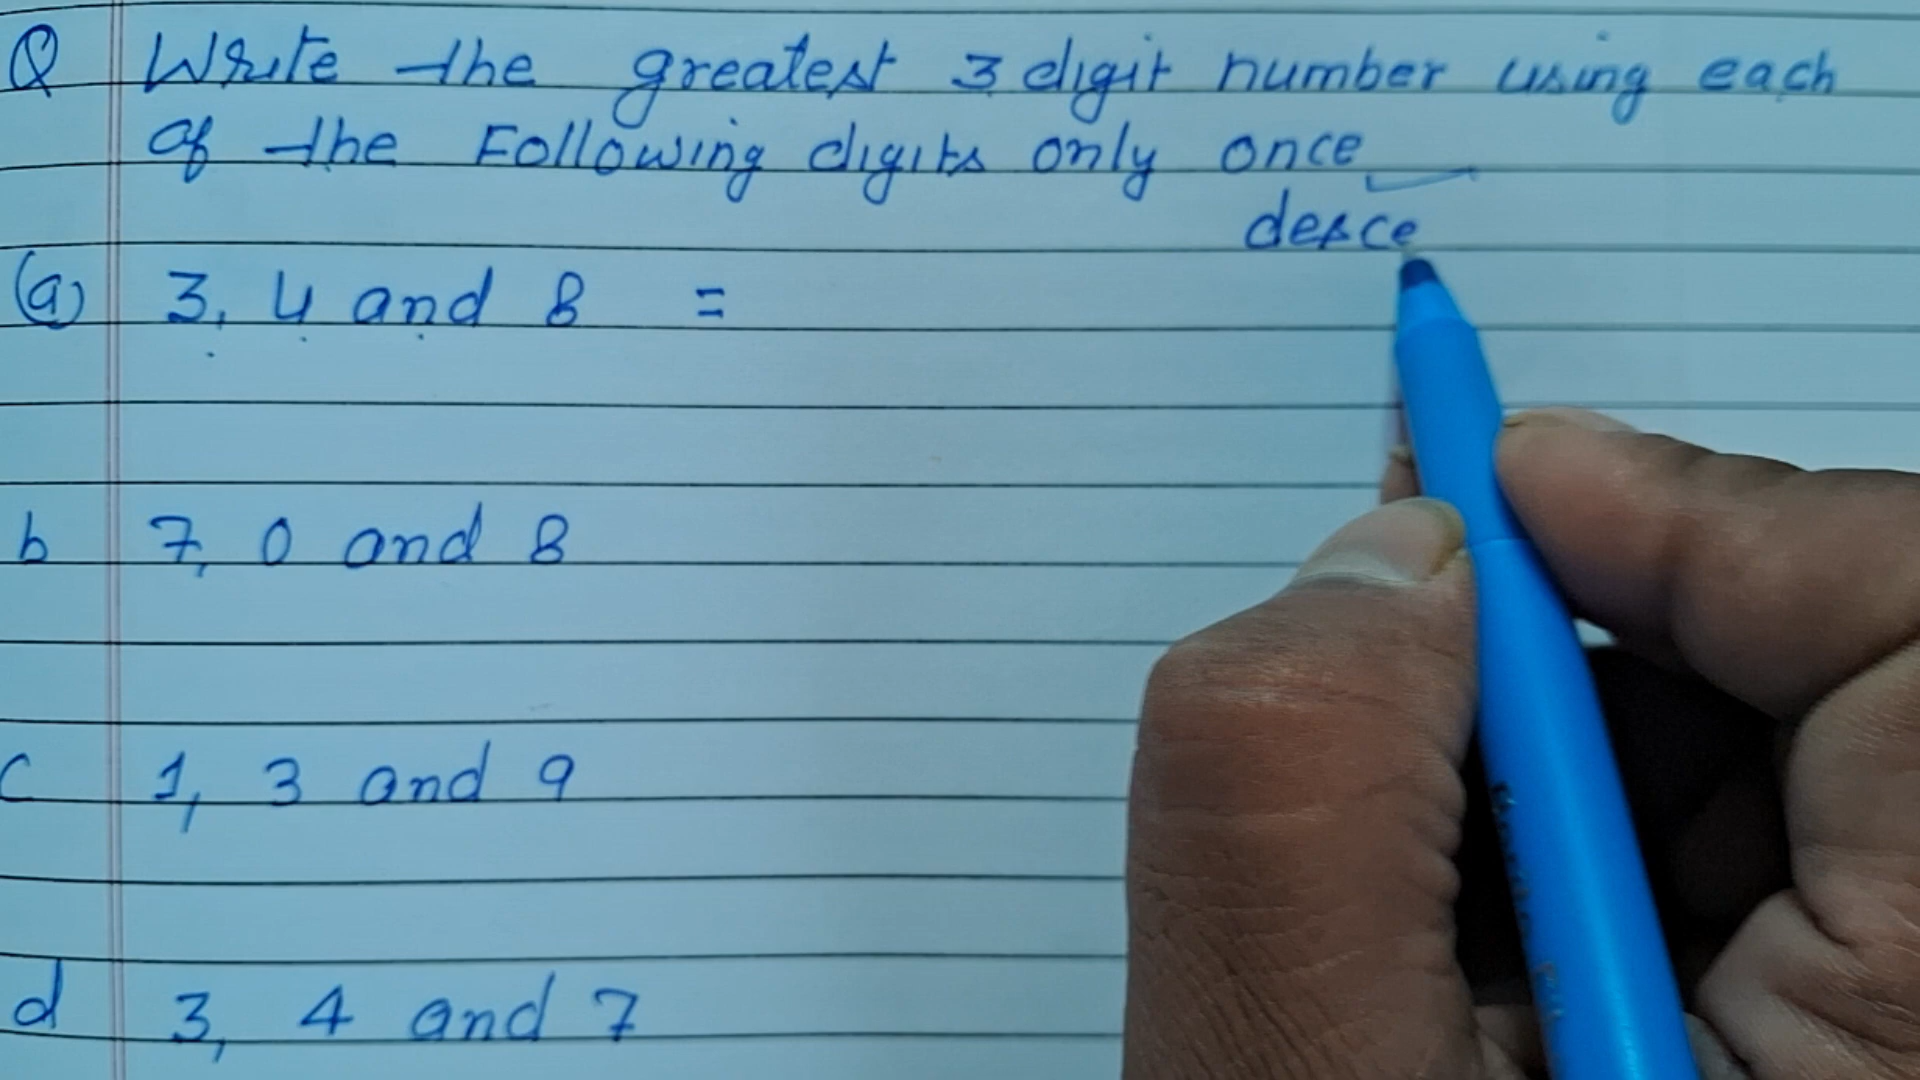 Q Write the greatest 3 digit number using each
of the Following digits only once
desce
(a) 3, 4 and 8 =
b 7, 0 and 8
c 1, 3 and 9
d 3, 4 and 7